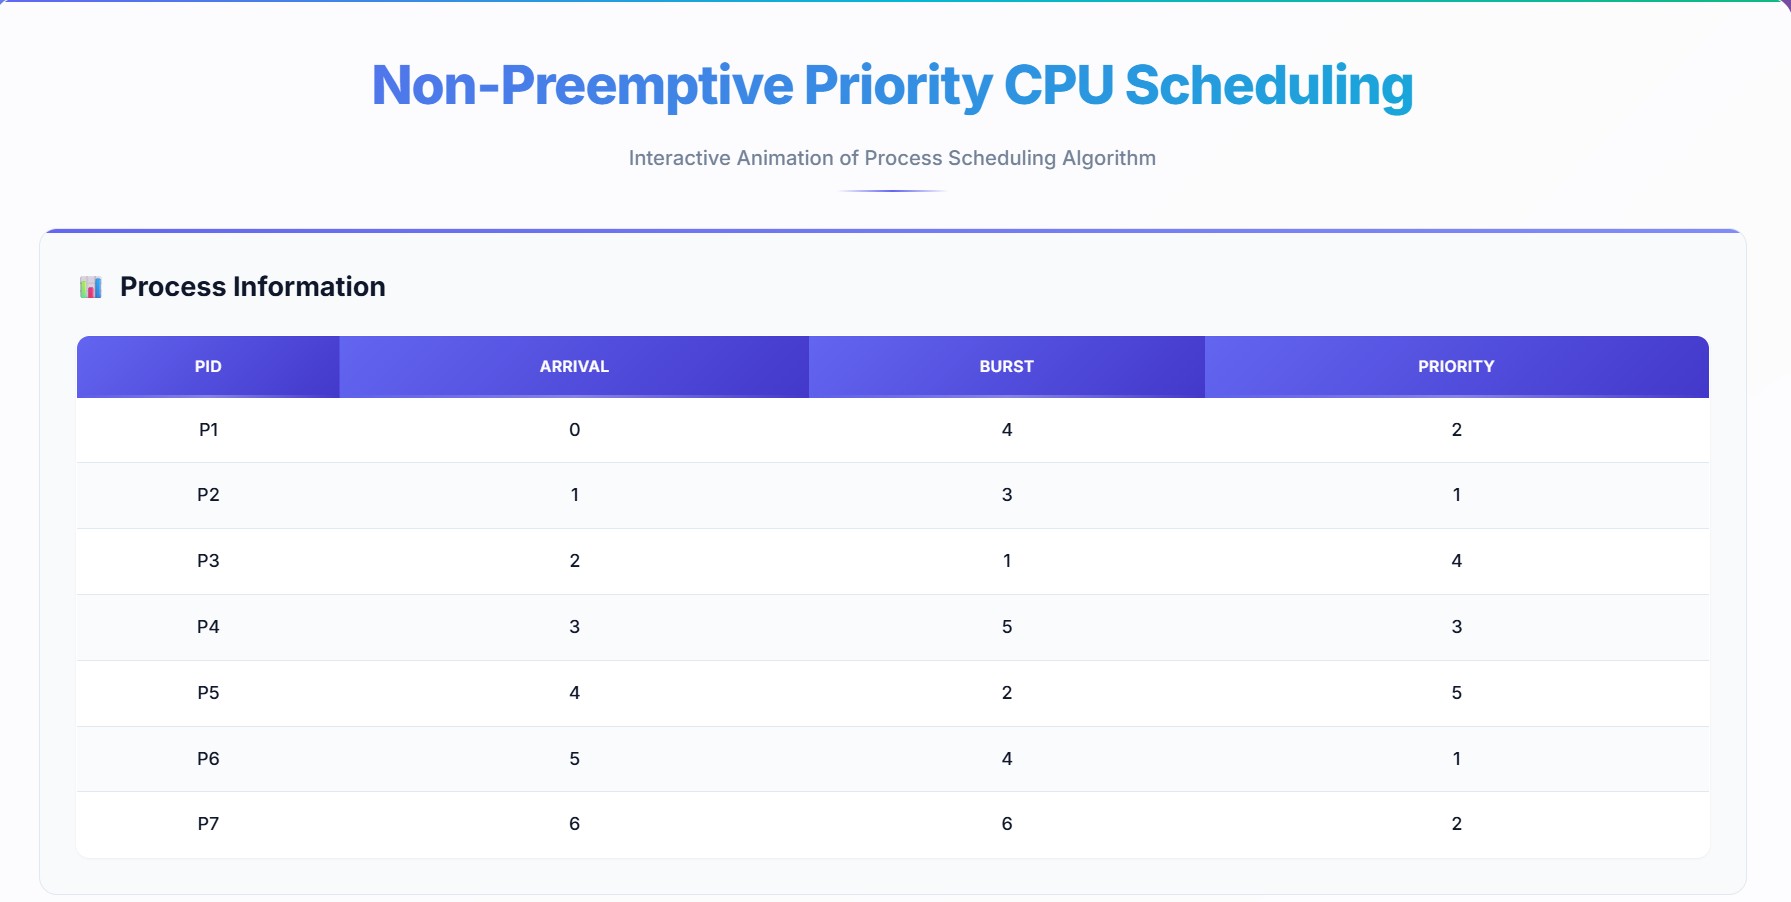 Non-Preemptive Priority CPU Scheduling
Interactive Animation of Process Scheduling Algorithm
Process Information
PID ARRIVAL BURST PRIORITY
P1 0 4 2
P2 1 3 1
P3 2 1 4
P4 3 5 3
P5 4 2 5
P6 5 4 1
P7 6 6 2